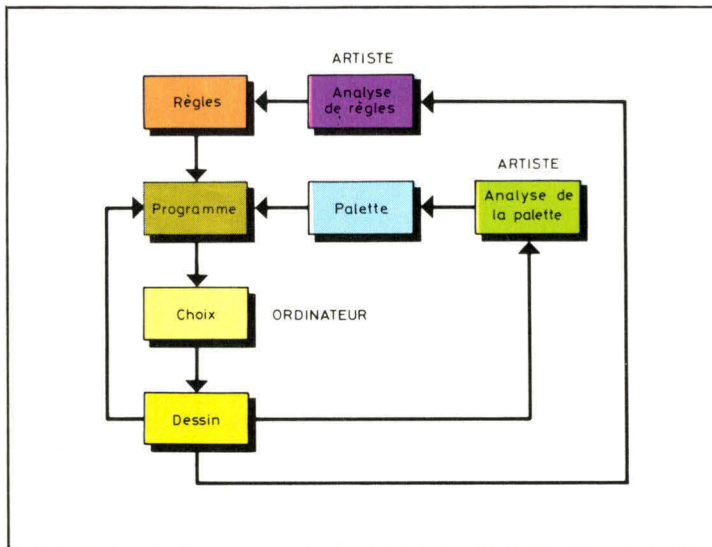 ARTISTE
Règles
Analyse
de règles
ARTISTE
Programme
Palette
Analyse de
la palette
Choix
ORDINATEUR
Dessin